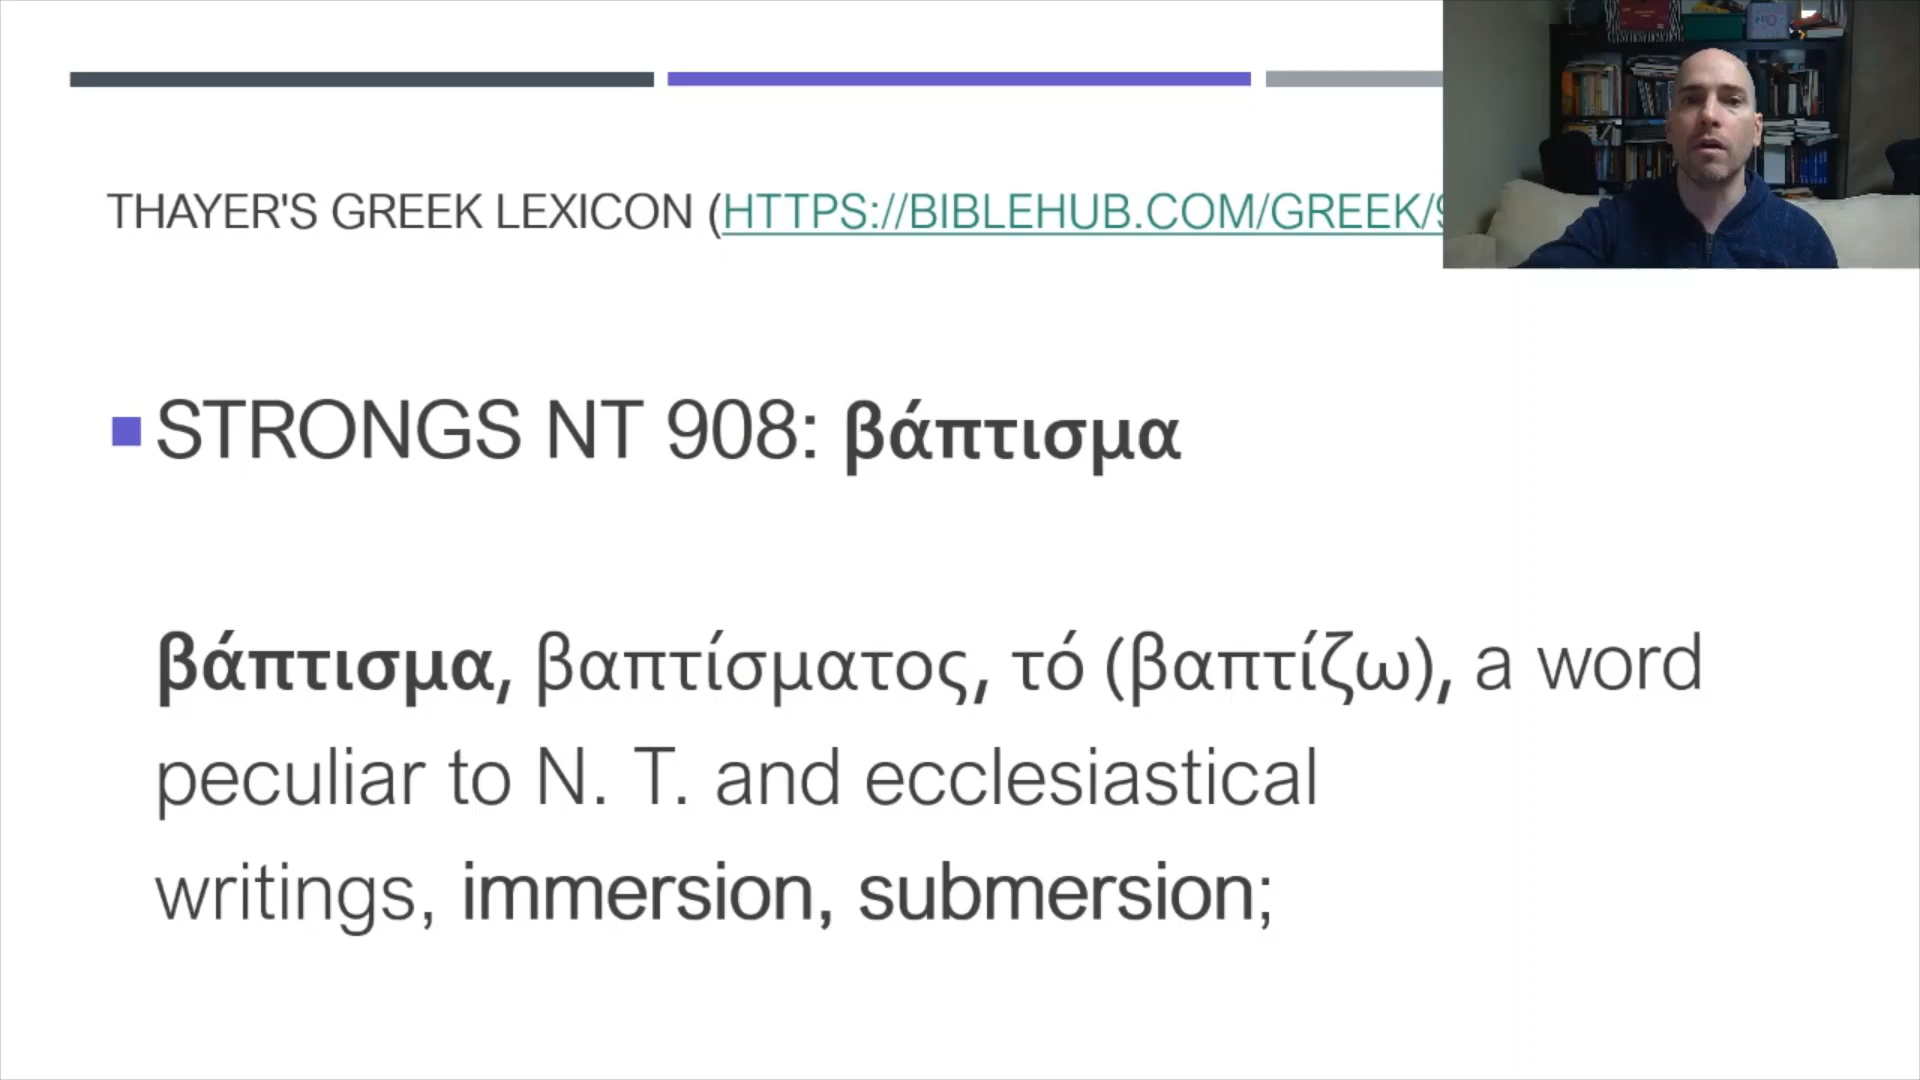 THAYER'S GREEK LEXICON (HTTPS://BIBLEHUB.COM/GREEK/
STRONGS NT 908: βάπτισμα
βάπτισμα, βαπτίσματος, τό (βαπτίζω), a word
peculiar to N. T. and ecclesiastical
writings, immersion, submersion;